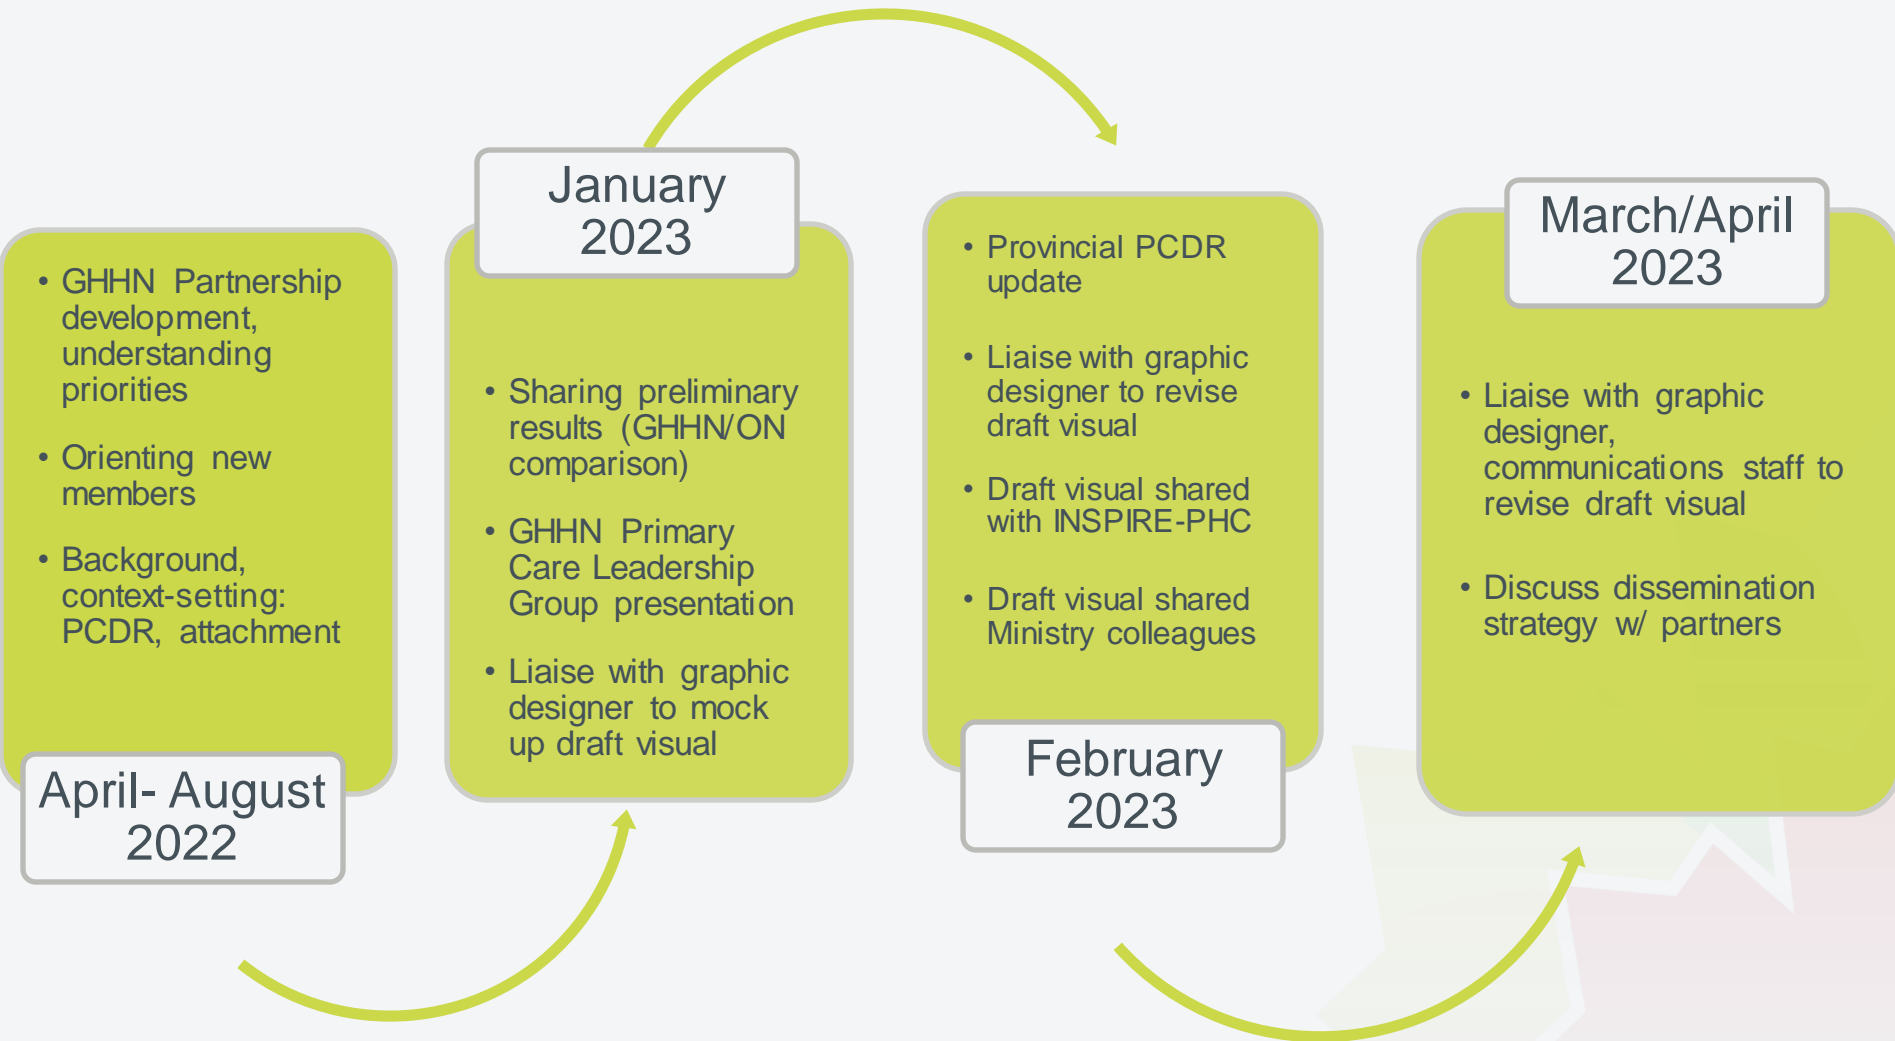 • GHHN Partnership
development,
understanding
priorities
• Orienting new
members
• Background,
context-setting:
PCDR, attachment
April- August
2022
January
2023
• Sharing preliminary
results (GHHN/ON
comparison)
• GHHN Primary
Care Leadership
Group presentation
• Liaise with graphic
designer to mock
up draft visual
• Provincial PCDR
update
• Liaise with graphic
designer to revise
draft visual
• Draft visual shared
with INSPIRE-PHC
• Draft visual shared
Ministry colleagues
February
2023
March/April
2023
• Liaise with graphic
designer,
communications staff to
revise draft visual
• Discuss dissemination
strategy w/ partners